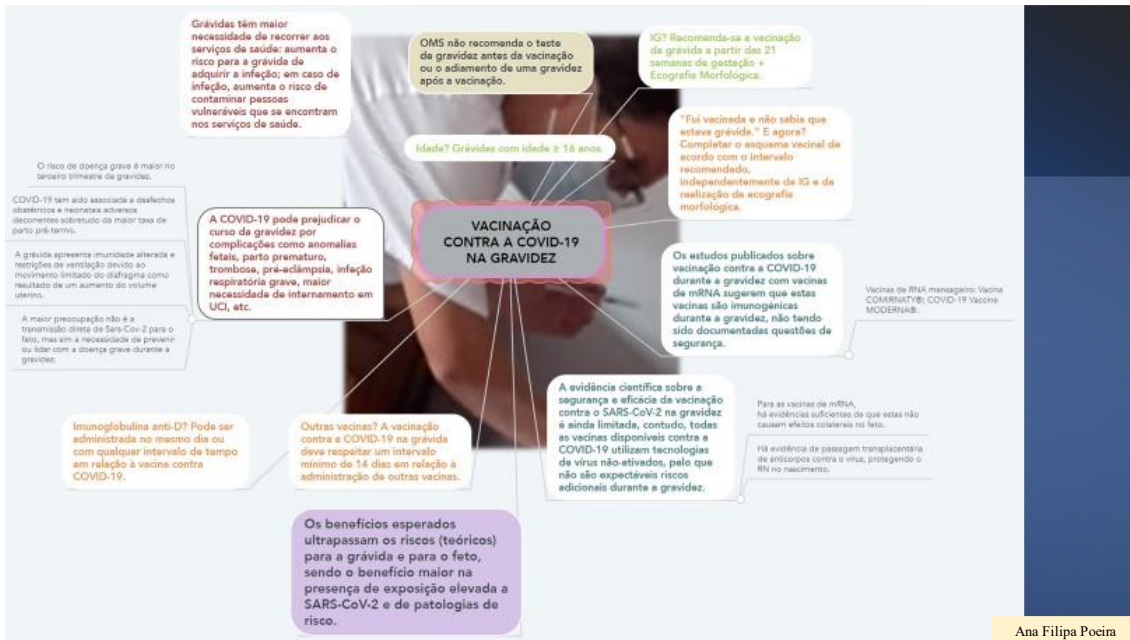 Grávidas têm maior
necessidade de recorrer aos
serviços de saúde: aumenta o
risco para a grávida de
adquirir a infeção; em caso de
infeção, aumenta o risco de
contaminar pessoas
vulneráveis que se encontram
nos serviços de saúde.
OMS não recomenda o teste
de gravidez antes da vacinação
ou o adiamento de uma gravidez
após a vacinação.
IG? Recomenda-se a vacinação
da grávida a partir das 21
semanas de gestação +
Ecografia Morfológica.
Idade? Grávidas com idade ≥ 16 anos.
"Fui vacinada e não sabia que
estava grávida." E agora?
Completar o esquema vacinal de
acordo com o intervalo
recomendado,
independentemente da IG e da
realização da ecografia
morfológica.
O risco de doença grave é maior no
terceiro trimestre da gravidez.
COVID-19 tem sido associada a desfechos
obstétricos e neonatais adversos
decorrentes sobretudo da maior taxa de
parto pré-termo.
A grávida apresenta imunidade alterada e
restrições de ventilação devido ao
movimento limitado do diafragma como
resultado de um aumento do volume
uterino.
A maior preocupação não é a
transmissão direta de Sars-Cov-2 para o
feto, mas sim a necessidade de prevenir
ou lidar com a doença grave durante a
gravidez.
A COVID-19 pode prejudicar o
curso da gravidez por
complicações como anomalias
fetais, parto prematuro,
trombose, pré-eclâmpsia, infeção
respiratória grave, maior
necessidade de internamento em
UCI, etc.
VACINAÇÃO
CONTRA A COVID-19
NA GRAVIDEZ
Os estudos publicados sobre
vacinação contra a COVID-19
durante a gravidez com vacinas
de mRNA sugerem que estas
vacinas são imunogénicas
durante a gravidez, não tendo
sido documentadas questões de
segurança.
Vacinas de RNA mensageiro: Vacina
COMIRNATY®; COVID-19 Vaccine
MODERNA®.
A evidência científica sobre a
segurança e eficácia da vacinação
contra o SARS-CoV-2 na gravidez
é ainda limitada, contudo, todas
as vacinas disponíveis contra a
COVID-19 utilizam tecnologias
de vírus não-ativados, pelo que
não são expectáveis riscos
adicionais durante a gravidez.
Para as vacinas de mRNA,
há evidências suficientes de que estas não
causam efeitos colaterais no feto.
Há evidência de passagem transplacentária
de anticorpos contra o vírus, protegendo o
RN no nascimento.
Imunoglobulina anti-D? Pode ser
administrada no mesmo dia ou
com qualquer intervalo de tempo
em relação à vacina contra
COVID-19.
Outras vacinas? A vacinação
contra a COVID-19 na grávida
deve respeitar um intervalo
mínimo de 14 dias em relação à
administração de outras vacinas.
Os benefícios esperados
ultrapassam os riscos (teóricos)
para a grávida e para o feto,
sendo o benefício maior na
presença de exposição elevada a
SARS-CoV-2 e de patologias de
risco.
Ana Filipa Poeira